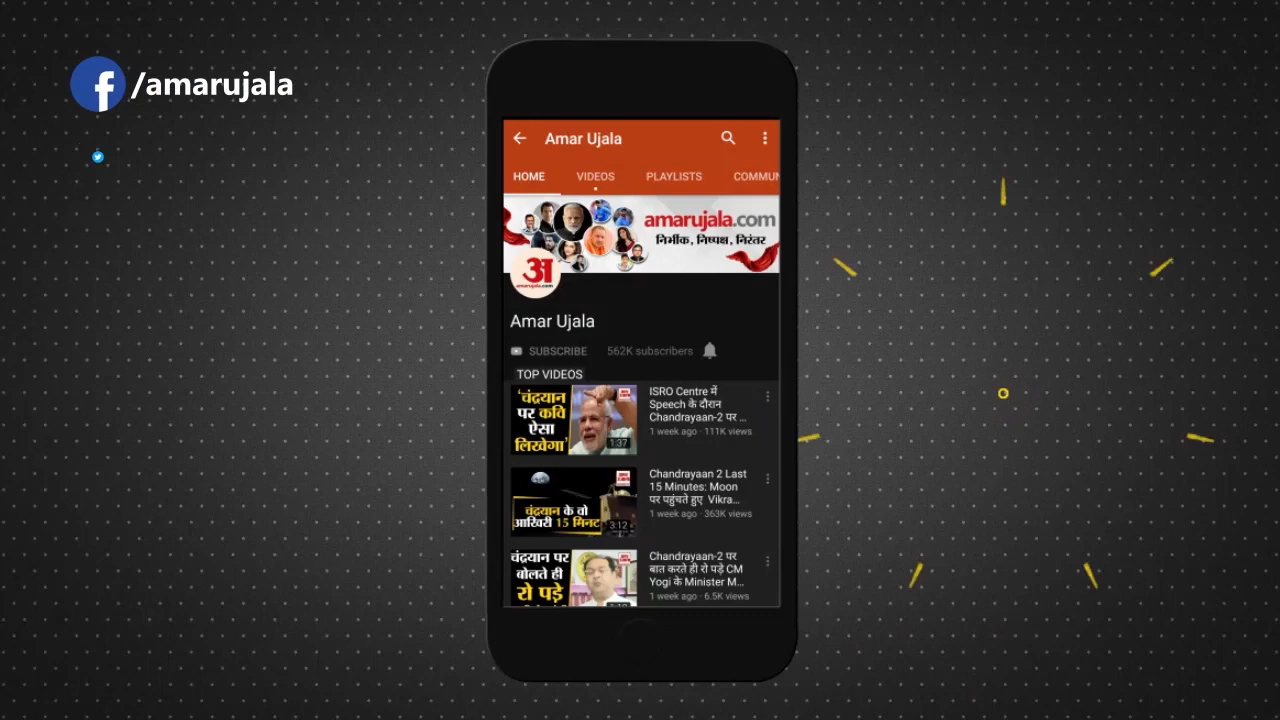 /amarujala
Amar Ujala
HOME VIDEOS PLAYLISTS COMMUN
amarujala.com
निर्भीक, निष्पक्ष, निरंतर
अ
amarujala.com
Amar Ujala
SUBSCRIBE 562K subscribers
TOP VIDEOS
'चंद्रयान
पर कवि
ऐसा
लिखेगा'
1:37
ISRO Centre में
Speech के दौरान
Chandrayaan-2 पर ...
1 week ago · 111K views
चंद्रयान के वो
आखिरी 15 मिनट
3:12
Chandrayaan 2 Last
15 Minutes: Moon
पर पहुंचते हुए Vikra...
1 week ago · 363K views
चंद्रयान पर
बोलते ही
रो पड़े
Chandrayaan-2 पर
बात करते ही रो पड़े CM
Yogi के Minister M...
1 week ago · 6.5K views